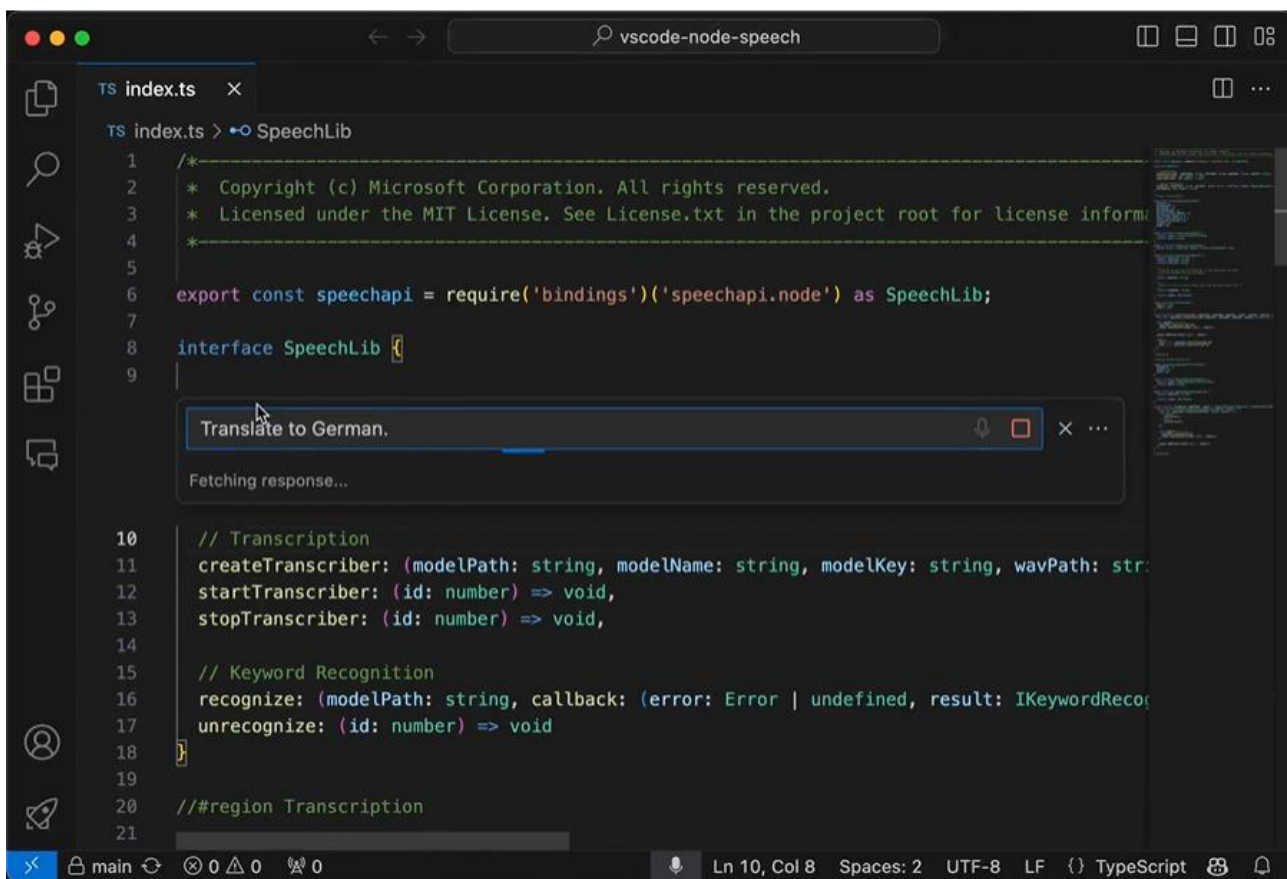 vscode-node-speech
TS index.ts
TS index.ts > SpeechLib
1 /*
2 * Copyright (c) Microsoft Corporation. All rights reserved.
3 * Licensed under the MIT License. See License.txt in the project root for license informa
4 *
5
6 export const speechapi = require('bindings')('speechapi.node') as SpeechLib;
7
8 interface SpeechLib {
9
Translate to German.
Fetching response...
10 // Transcription
11 createTranscriber: (modelPath: string, modelName: string, modelKey: string, wavPath: str
12 startTranscriber: (id: number) => void,
13 stopTranscriber: (id: number) => void,
14
15 // Keyword Recognition
16 recognize: (modelPath: string, callback: (error: Error | undefined, result: IKeywordRecog
17 unrecognize: (id: number) => void
18 }
19
20 //#region Transcription
21
main 0 0 0 Ln 10, Col 8 Spaces: 2 UTF-8 LF {} TypeScript